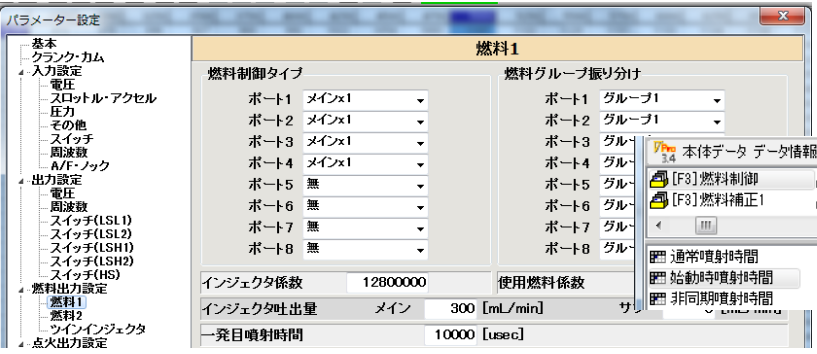 パラメーター設定
基本
クランク・カム
入力設定
電圧
スロットル・アクセル
圧力
その他
スイッチ
周波数
A/F・ノック
出力設定
電圧
周波数
スイッチ(LSL1)
スイッチ(LSL2)
スイッチ(LSH1)
スイッチ(LSH2)
スイッチ(HS)
燃料出力設定
燃料1
燃料2
ツインインジェクタ
点火出力設定
燃料1
燃料制御タイプ
ポート1 メインx1
ポート2 メインx1
ポート3 メインx1
ポート4 メインx1
ポート5 無
ポート6 無
ポート7 無
ポート8 無
燃料グループ振り分け
ポート1 グループ1
ポート2 グループ1
ポート3 グル
ポート4 グル
ポート5 グル
ポート6 グル
ポート7 グル
ポート8 グル
インジェクタ係数 12800000 使用燃料係数
インジェクタ吐出量 メイン 300 [mL/min]
一発目噴射時間 10000 [usec]
VPro 3.4 本体データ データ情報
[F3]燃料制御
[F3]燃料補正1
通常噴射時間
始動時噴射時間
非同期噴射時間